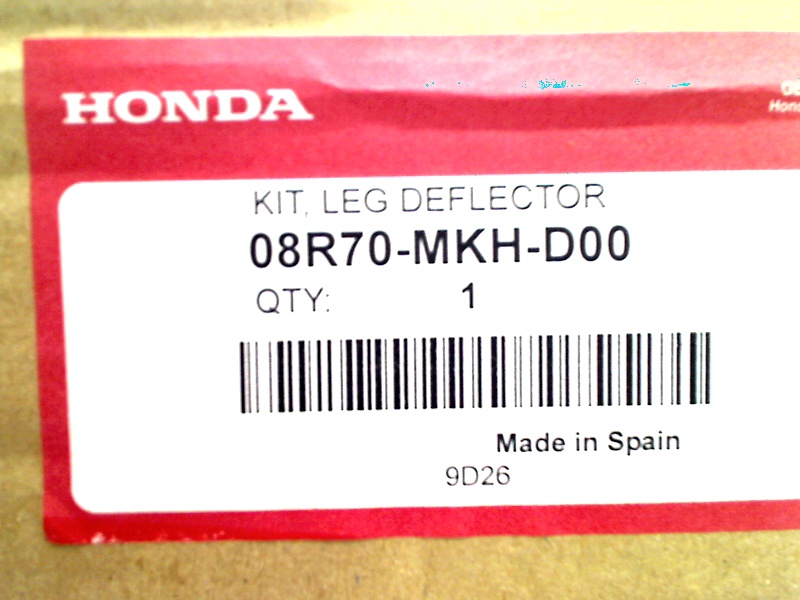 HONDA
KIT, LEG DEFLECTOR
08R70-MKH-D00
QTY: 1
Made in Spain
9D26